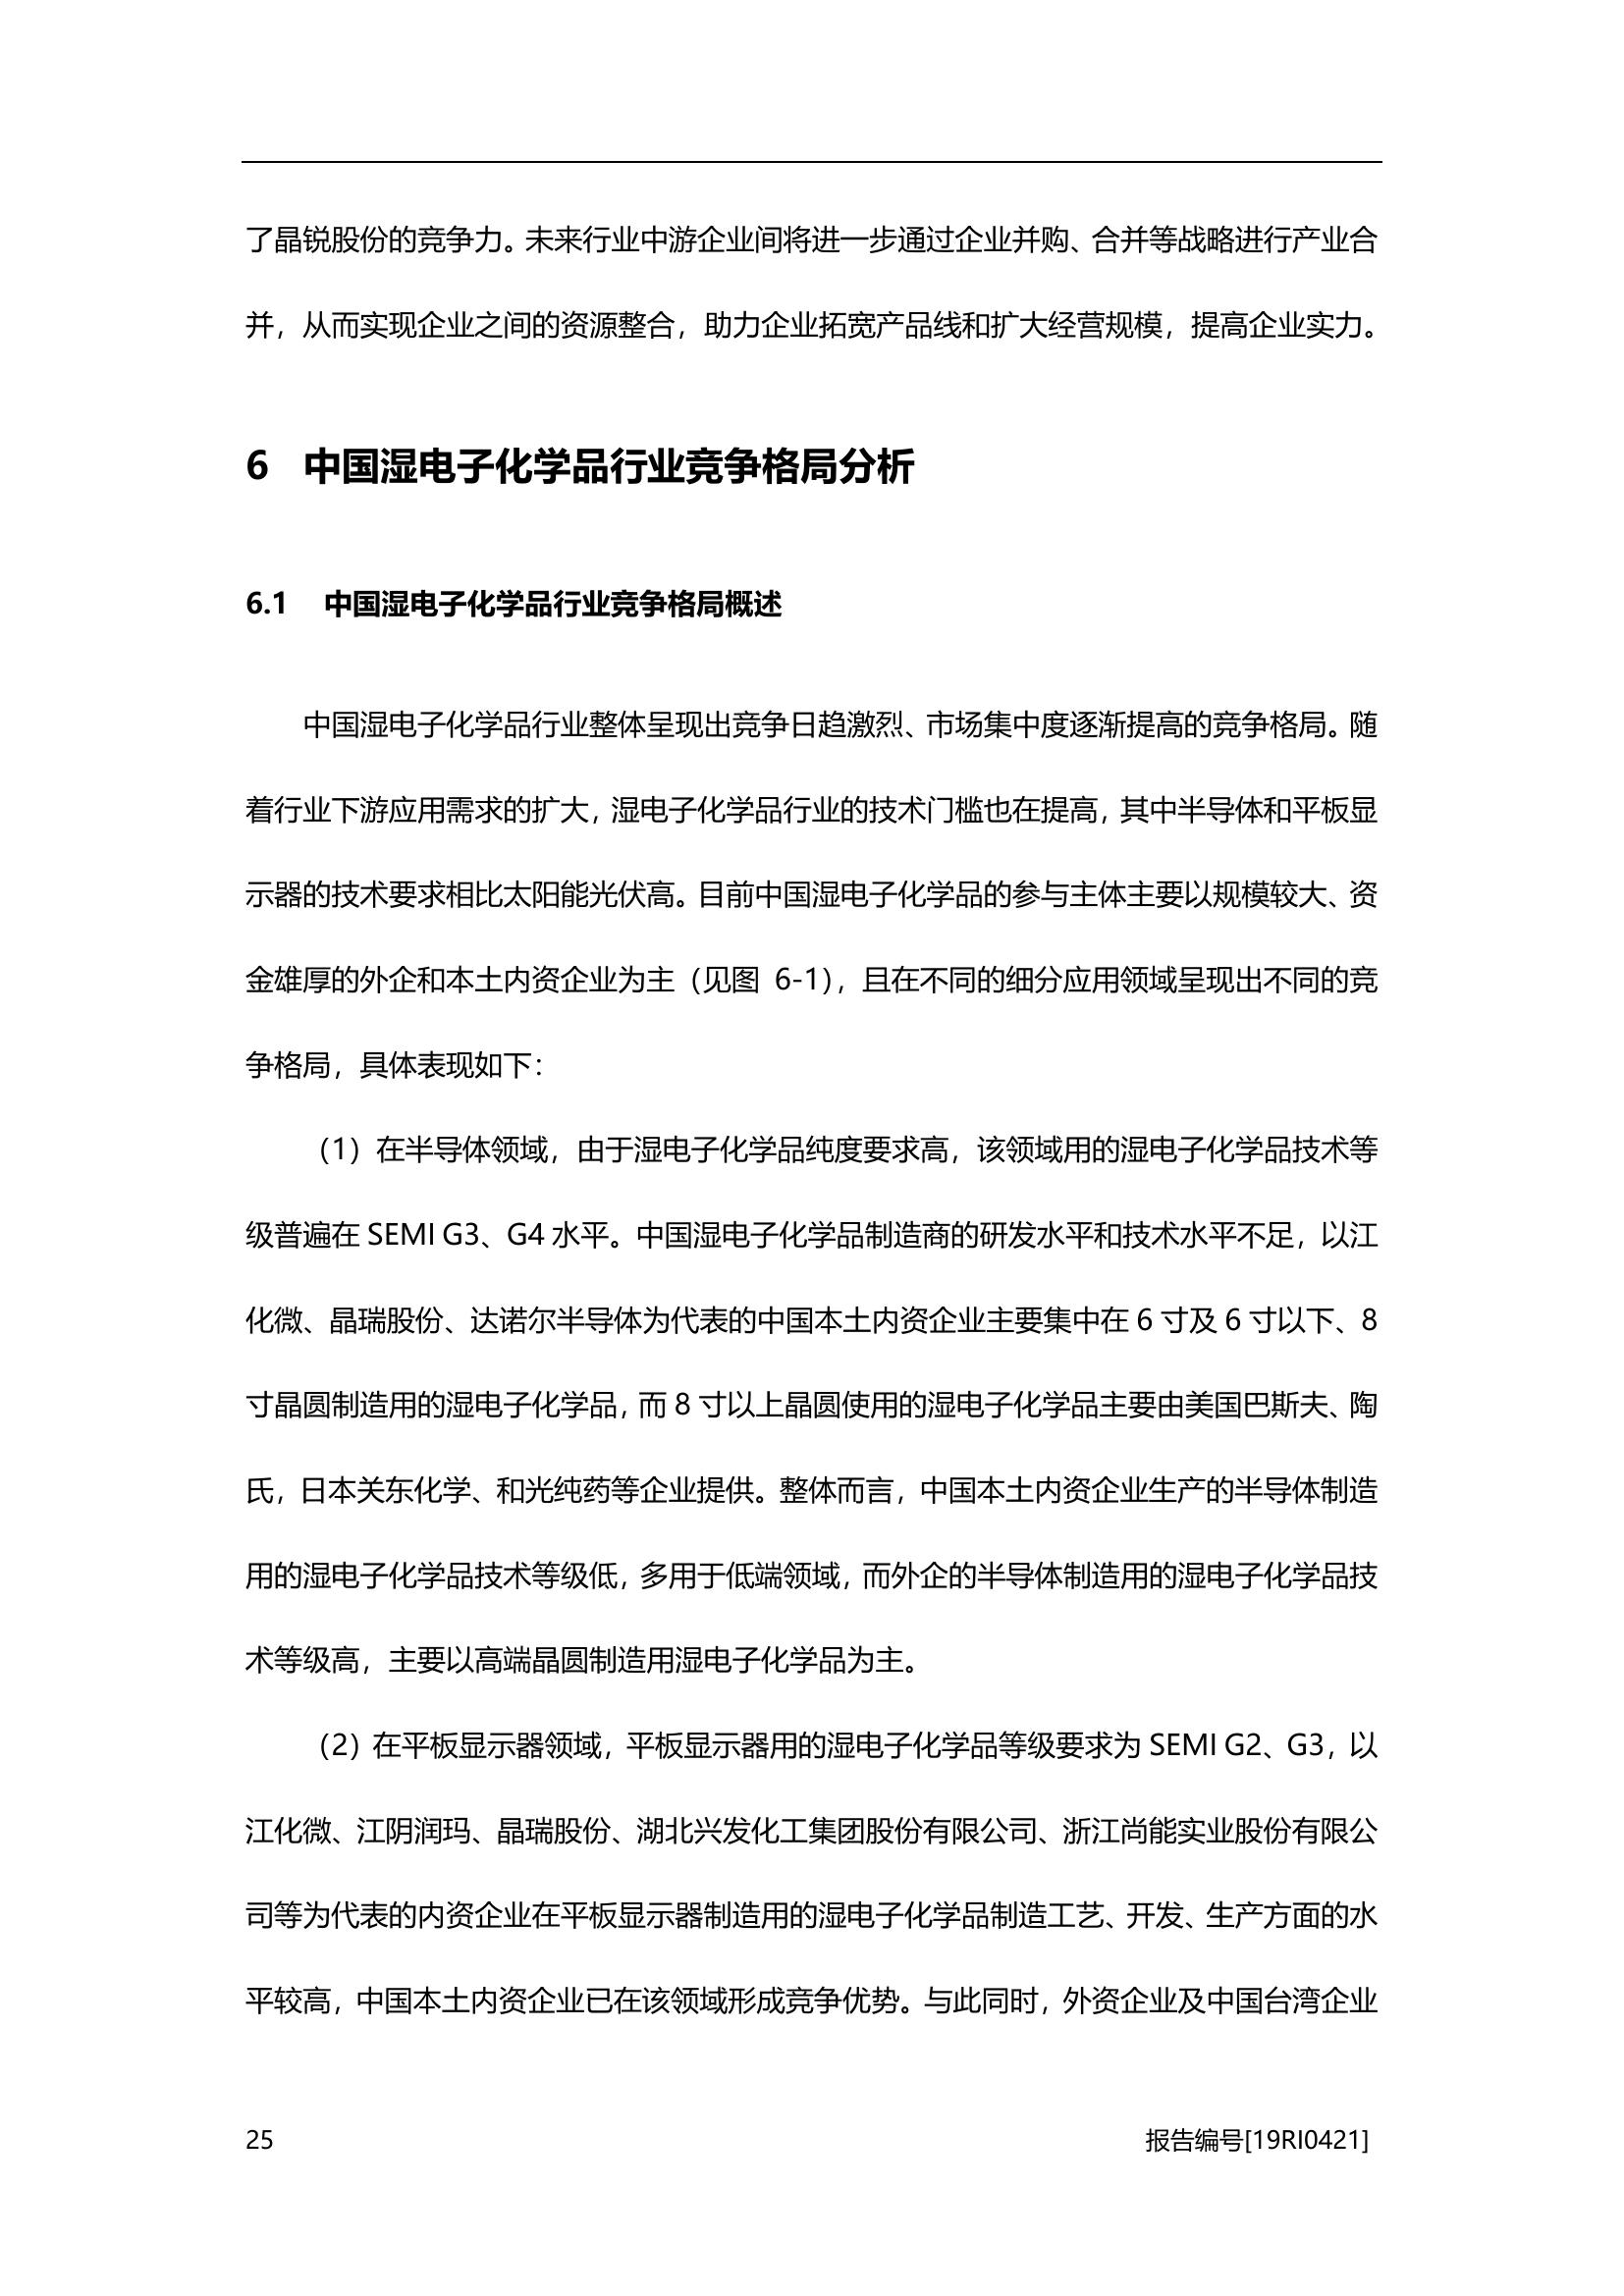 了晶锐股份的竞争力。未来行业中游企业间将进一步通过企业并购、合并等战略进行产业合
并，从而实现企业之间的资源整合，助力企业拓宽产品线和扩大经营规模，提高企业实力。
6 中国湿电子化学品行业竞争格局分析
6.1 中国湿电子化学品行业竞争格局概述
中国湿电子化学品行业整体呈现出竞争日趋激烈、市场集中度逐渐提高的竞争格局。随
着行业下游应用需求的扩大，湿电子化学品行业的技术门槛也在提高，其中半导体和平板显
示器的技术要求相比太阳能光伏高。目前中国湿电子化学品的参与主体主要以规模较大、资
金雄厚的外企和本土内资企业为主（见图 6-1），且在不同的细分应用领域呈现出不同的竞
争格局，具体表现如下：
（1）在半导体领域，由于湿电子化学品纯度要求高，该领域用的湿电子化学品技术等
级普遍在 SEMI G3、G4 水平。中国湿电子化学品制造商的研发水平和技术水平不足，以江
化微、晶瑞股份、达诺尔半导体为代表的中国本土内资企业主要集中在 6 寸及 6 寸以下、8
寸晶圆制造用的湿电子化学品，而 8 寸以上晶圆使用的湿电子化学品主要由美国巴斯夫、陶
氏，日本关东化学、和光纯药等企业提供。整体而言，中国本土内资企业生产的半导体制造
用的湿电子化学品技术等级低，多用于低端领域，而外企的半导体制造用的湿电子化学品技
术等级高，主要以高端晶圆制造用湿电子化学品为主。
（2）在平板显示器领域，平板显示器用的湿电子化学品等级要求为 SEMI G2、G3，以
江化微、江阴润玛、晶瑞股份、湖北兴发化工集团股份有限公司、浙江尚能实业股份有限公
司等为代表的内资企业在平板显示器制造用的湿电子化学品制造工艺、开发、生产方面的水
平较高，中国本土内资企业已在该领域形成竞争优势。与此同时，外资企业及中国台湾企业
25 报告编号[19RI0421]